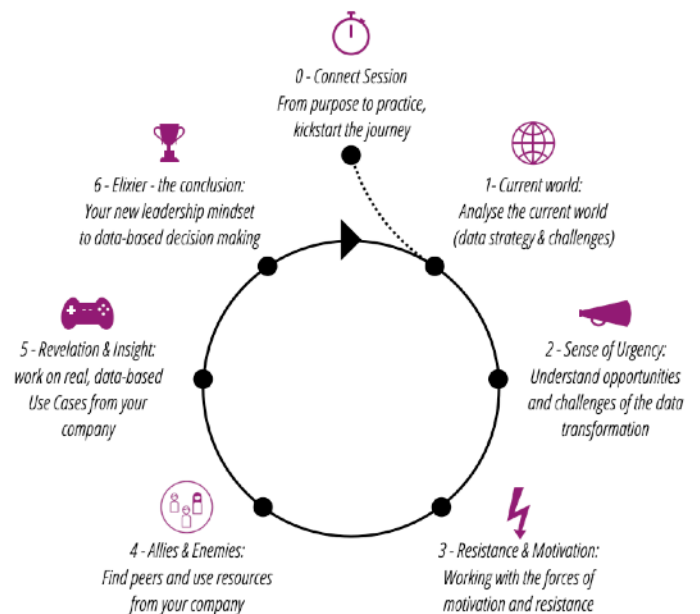 0 - Connect Session
From purpose to practice,
kickstart the journey
1- Current world:
Analyse the current world
(data strategy & challenges)
2 - Sense of Urgency:
Understand opportunities
and challenges of the data
transformation
3 - Resistance & Motivation:
Working with the forces of
motivation and resistance
4 - Allies & Enemies:
Find peers and use resources
from your company
5 - Revelation & Insight:
work on real, data-based
Use Cases from your
company
6 - Elixier - the conclusion:
Your new leadership mindset
to data-based decision making